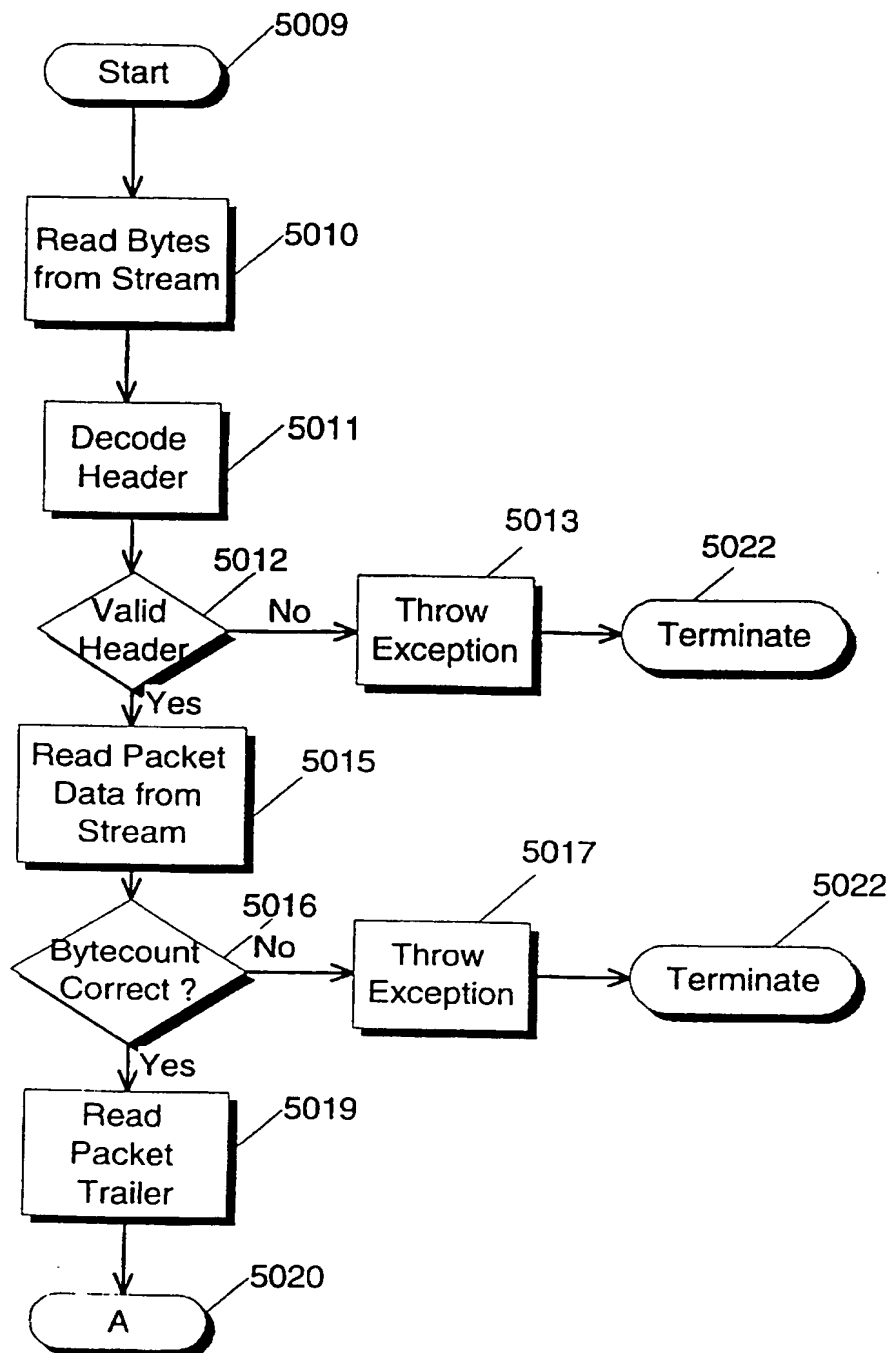 5009
Start
Read Bytes
from Stream
5010
Decode
Header
5011
5012
Valid
Header
No
5013
Throw
Exception
5022
Terminate
Yes
Read Packet
Data from
Stream
5015
5016
Bytecount
Correct ?
No
5017
Throw
Exception
5022
Terminate
Yes
Read
Packet
Trailer
5019
A
5020